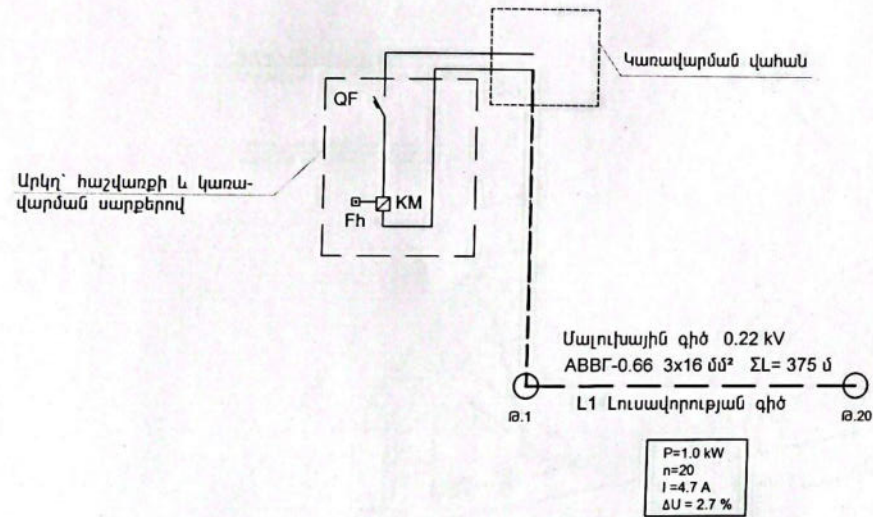 Կառավարման վահան
QF
Արկղ՝ հաշվառքի և կառա-
վարման սարքերով
KM
Fh
Մալուխային գիծ 0.22 kV
АВВГ-0.66 3x16 մմ² ΣL= 375 մ
L1 Լուսավորության գիծ
Թ.1
Թ.20
P=1.0 kW
n=20
I =4.7 A
ΔU = 2.7 %